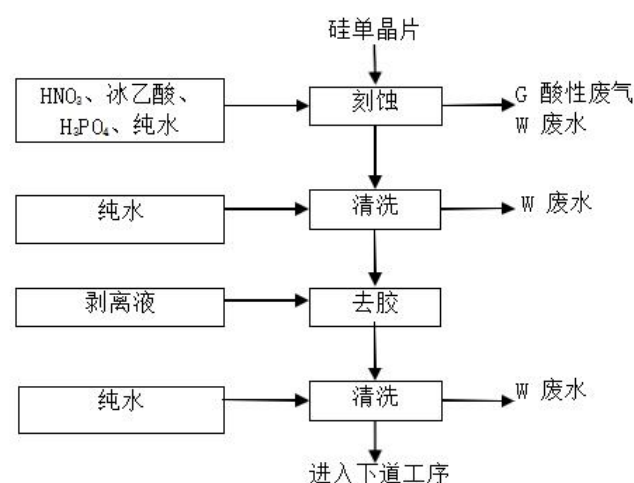 硅单晶片
HNO₃、冰乙酸、
H₃PO₄、纯水
刻蚀
G 酸性废气
W 废水
纯水
清洗
W 废水
剥离液
去胶
纯水
清洗
W 废水
进入下道工序